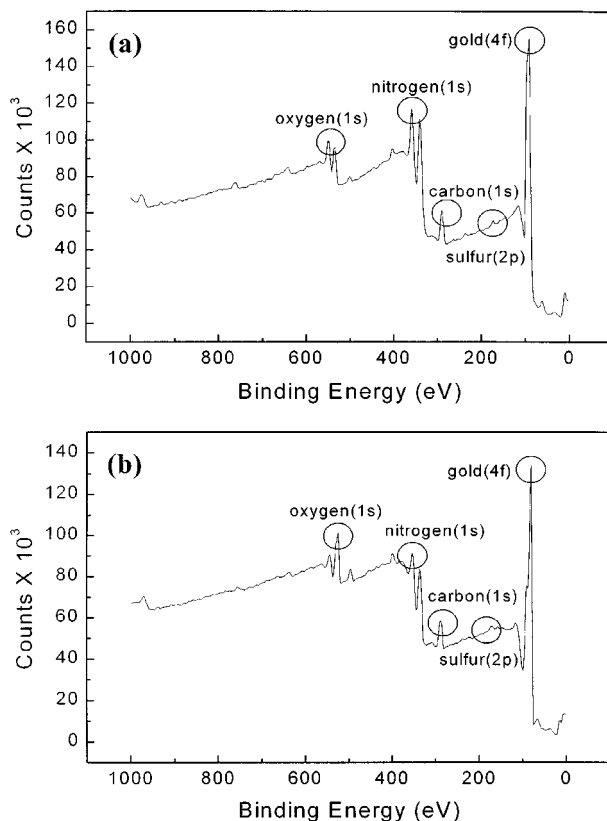 (a)
gold(4f)
nitrogen(1s)
oxygen(1s)
carbon(1s)
sulfur(2p)
160
140
120
100
80
60
40
20
0
Counts X 10³
1000 800 600 400 200 0
Binding Energy (eV)
(b)
gold(4f)
oxygen(1s)
nitrogen(1s)
carbon(1s)
sulfur(2p)
140
120
100
80
60
40
20
0
Counts X 10³
1000 800 600 400 200 0
Binding Energy (eV)